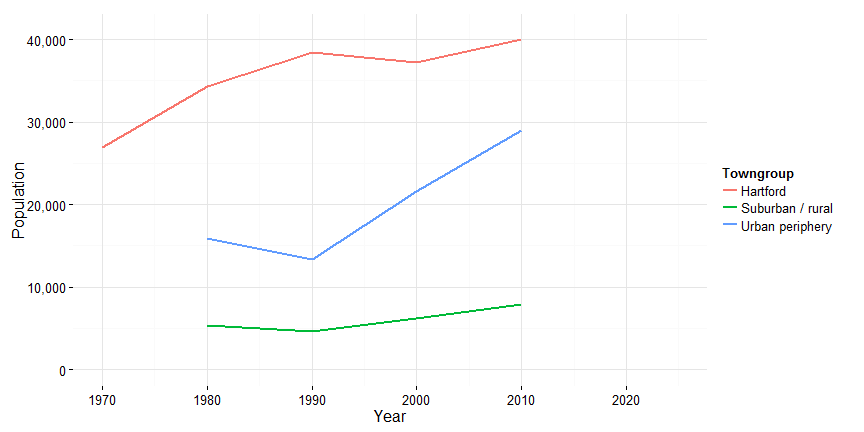 40,000
30,000
20,000
10,000
0
Population
1970 1980 1990 2000 2010 2020
Year
Towngroup
Hartford
Suburban / rural
Urban periphery